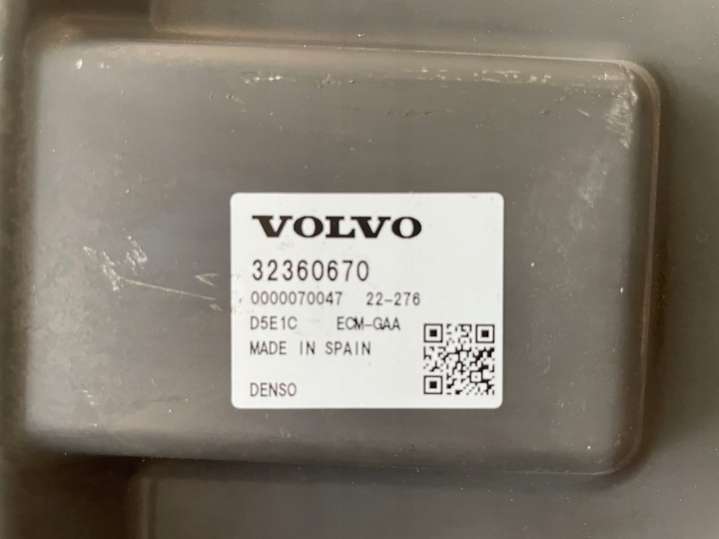 VOLVO
32360670
0000070047 22-276
D5E1C ECM-GAA
MADE IN SPAIN
DENSO